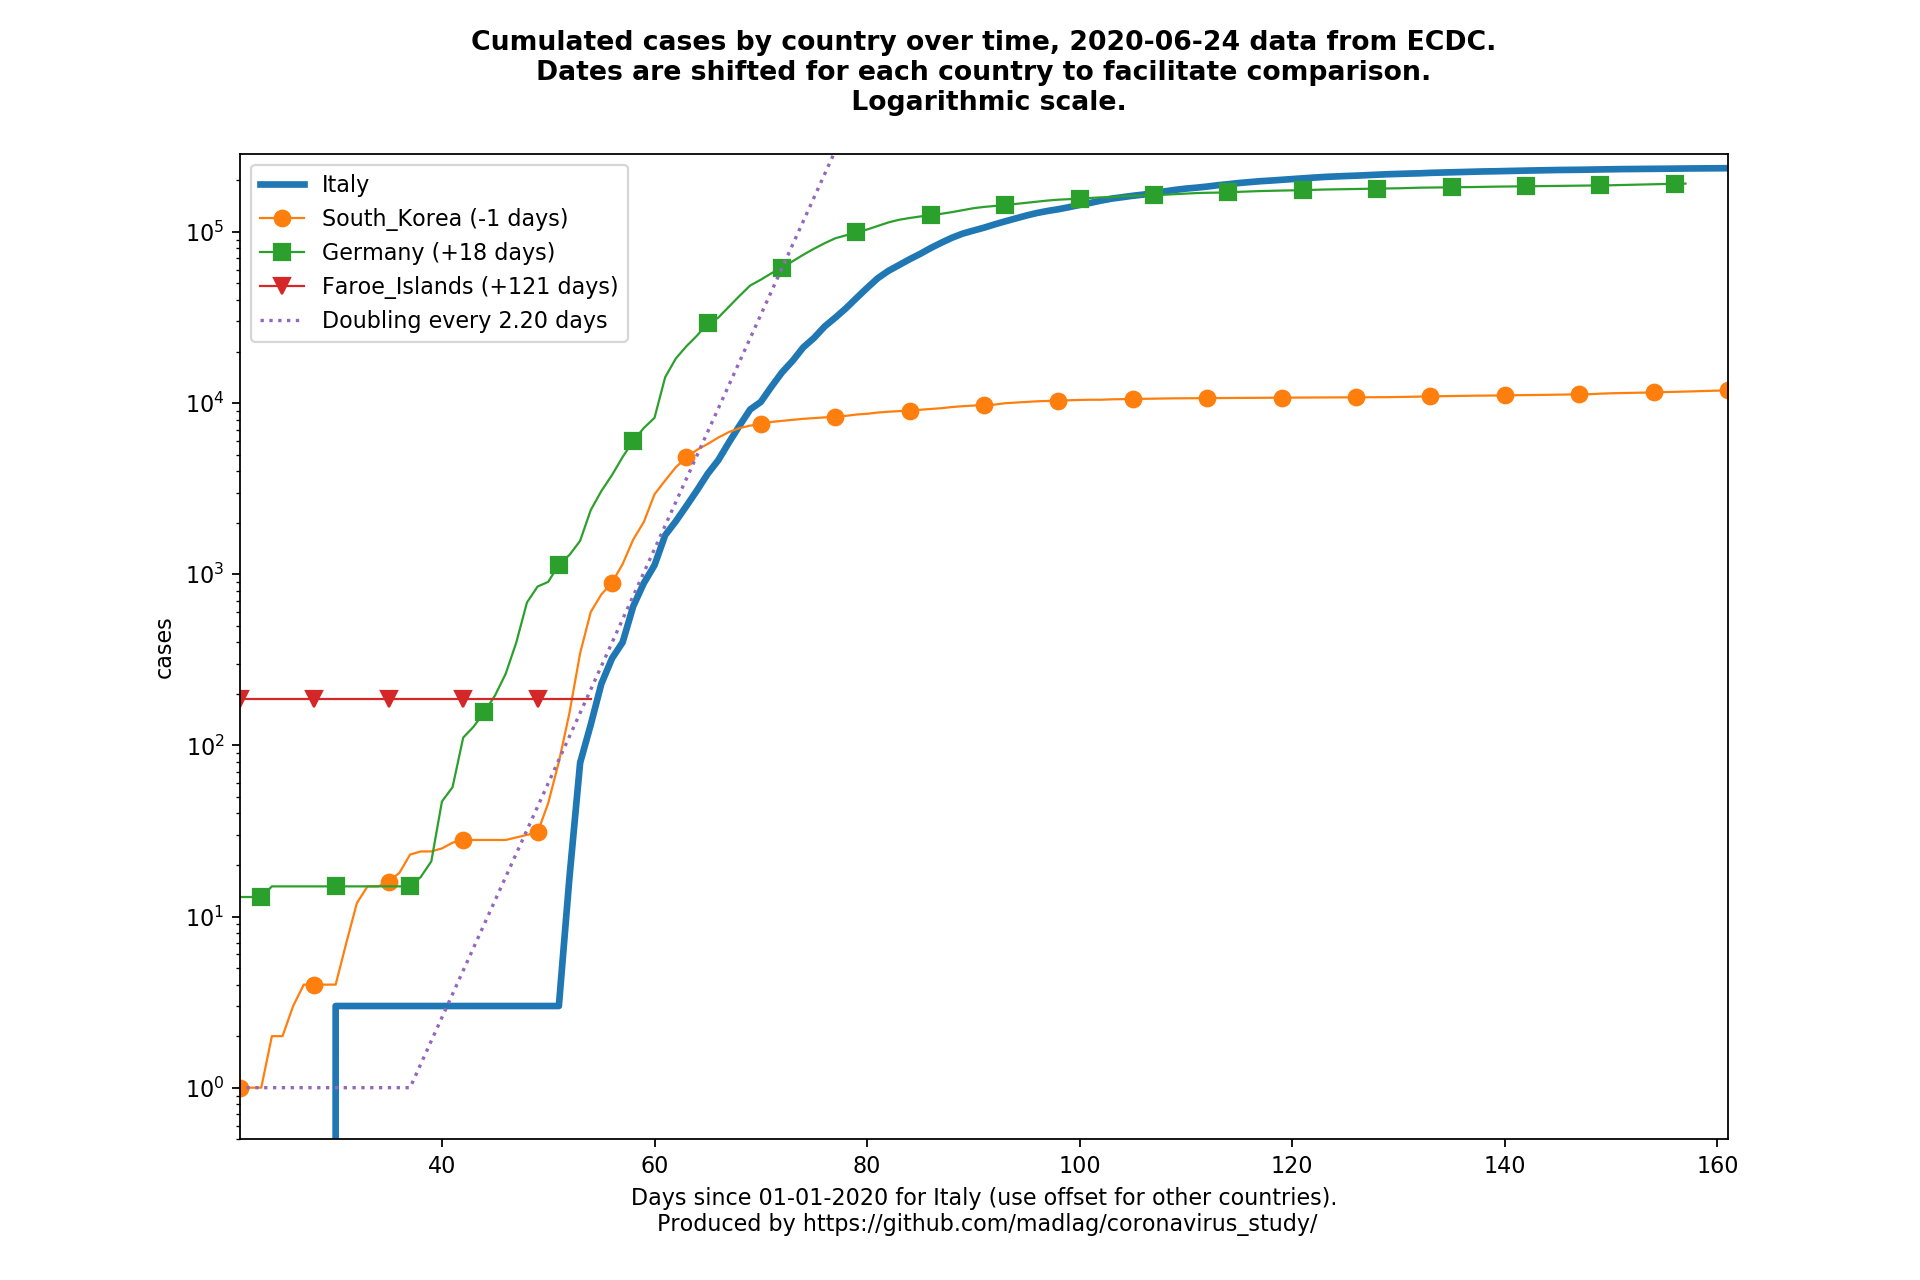 Cumulated cases by country over time, 2020-06-24 data from ECDC.
Dates are shifted for each country to facilitate comparison.
Logarithmic scale.
Italy
South_Korea (-1 days)
Germany (+18 days)
Faroe_Islands (+121 days)
Doubling every 2.20 days
10^5
10^4
10^3
10^2
10^1
10^0
cases
40 60 80 100 120 140 160
Days since 01-01-2020 for Italy (use offset for other countries).
Produced by https://github.com/madlag/coronavirus_study/